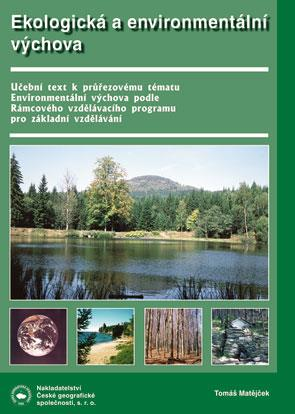 Ekologická a environmentální
výchova
Učební text k průřezovému tématu
Environmentální výchova podle
Rámcového vzdělávacího programu
pro základní vzdělávání
Nakladatelství
České geografické
společnosti, s. r. o.
Tomáš Matějček